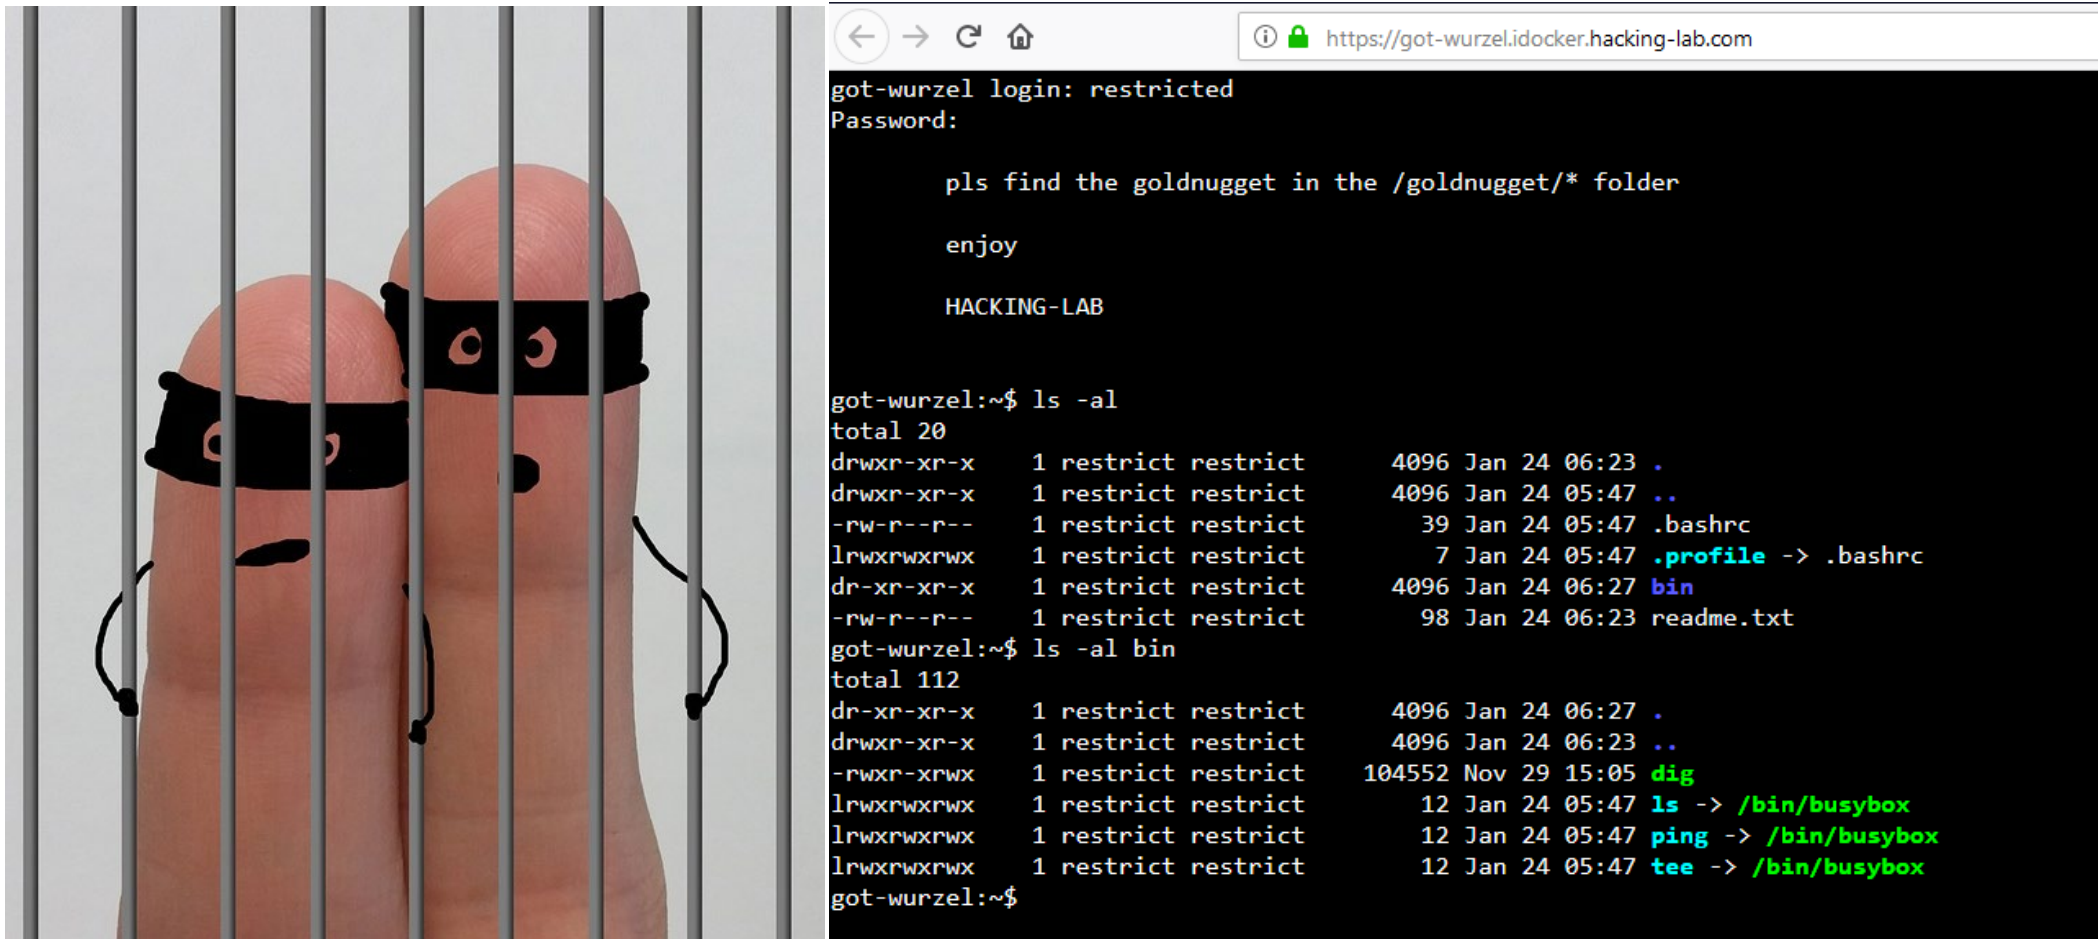 https://got-wurzel.idocker.hacking-lab.com
got-wurzel login: restricted
Password:
pls find the goldnugget in the /goldnugget/* folder
enjoy
HACKING-LAB
got-wurzel:~$ ls -al
total 20
drwxr-xr-x    1 restrict restrict      4096 Jan 24 06:23 .
drwxr-xr-x    1 restrict restrict      4096 Jan 24 05:47 ..
-rw-r--r--    1 restrict restrict        39 Jan 24 05:47 .bashrc
lrwxrwxrwx    1 restrict restrict         7 Jan 24 05:47 .profile -> .bashrc
dr-xr-xr-x    1 restrict restrict      4096 Jan 24 06:27 bin
-rw-r--r--    1 restrict restrict        98 Jan 24 06:23 readme.txt
got-wurzel:~$ ls -al bin
total 112
dr-xr-xr-x    1 restrict restrict      4096 Jan 24 06:27 .
drwxr-xr-x    1 restrict restrict      4096 Jan 24 06:23 ..
-rwxr-xrwx    1 restrict restrict    104552 Nov 29 15:05 dig
lrwxrwxrwx    1 restrict restrict        12 Jan 24 05:47 ls -> /bin/busybox
lrwxrwxrwx    1 restrict restrict        12 Jan 24 05:47 ping -> /bin/busybox
lrwxrwxrwx    1 restrict restrict        12 Jan 24 05:47 tee -> /bin/busybox
got-wurzel:~$